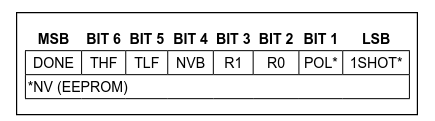 MSB BIT 6 BIT 5 BIT 4 BIT 3 BIT 2 BIT 1 LSB
DONE THF TLF NVB R1 R0 POL* 1SHOT*
*NV (EEPROM)